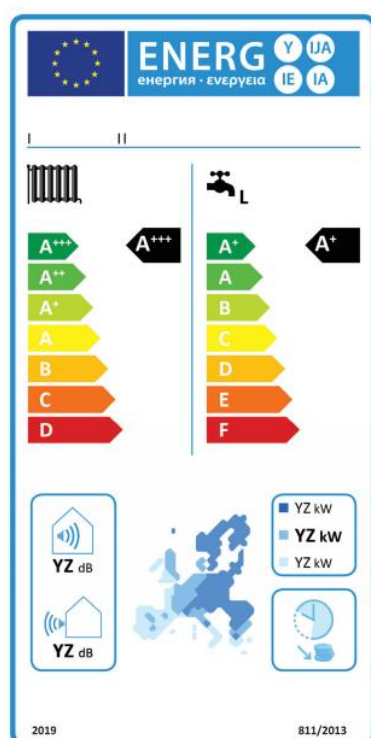 ENERG Y IJA
енергия · ενεργεια IE IA
I II
L
A+++ A+++
A++
A+
A
B
C
D
A+ A+
A
B
C
D
E
F
YZ dB
YZ dB
YZ kW
YZ kW
YZ kW
2019 811/2013